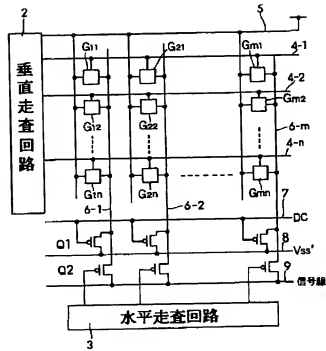 2
5
G11
G21
Gm1
4-1
垂直走査回路
4-2
G12
G22
Gm2
6-m
4-n
G1n
G2n
Gmn
6-1
6-2
7
DC
Q1
8
Vss'
Q2
9
信号線
水平走査回路
3